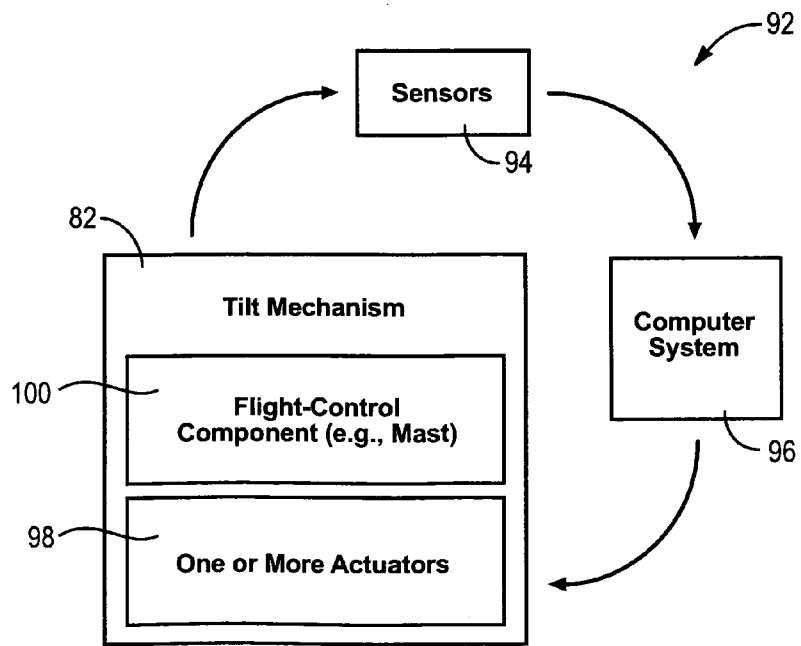 92
Sensors
94
82
Tilt Mechanism
Computer
System
100
Flight-Control
Component (e.g., Mast)
96
98
One or More Actuators